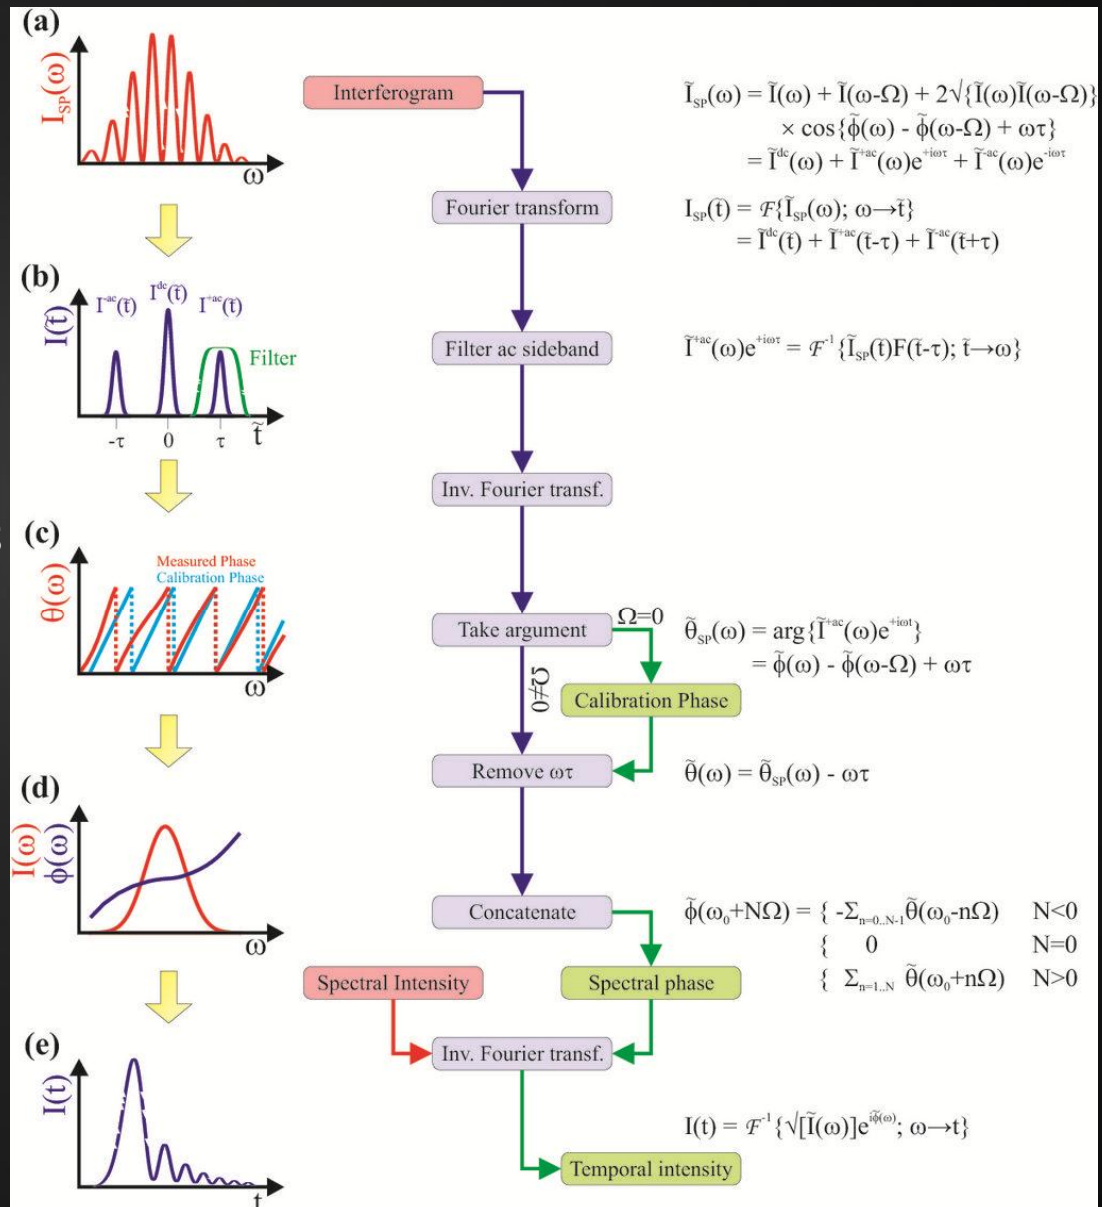 (a)
I_SP(ω)
ω
Interferogram
Ĩ_SP(ω) = Ĩ(ω) + Ĩ(ω-Ω) + 2√{Ĩ(ω)Ĩ(ω-Ω)}
× cos{ϕ̃(ω) - ϕ̃(ω-Ω) + ωτ}
= Ĩ^dc(ω) + Ĩ^+ac(ω)e^+iωτ + Ĩ^-ac(ω)e^-iωτ
Fourier transform
I_SP(t̃) = ℱ{Ĩ_SP(ω); ω→t̃}
= Ĩ^dc(t̃) + Ĩ^+ac(t̃-τ) + Ĩ^-ac(t̃+τ)
(b)
I(t̃)
I^-ac(t̃)
I^dc(t̃)
I^+ac(t̃)
Filter
-τ 0 τ t̃
Filter ac sideband
Ĩ^+ac(ω)e^+iωτ = ℱ^-1{Ĩ_SP(t̃)F(t̃-τ); t̃→ω}
Inv. Fourier transf.
(c)
θ(ω)
Measured Phase
Calibration Phase
ω
Take argument
Ω=0
Ω≠0
θ̃_SP(ω) = arg{Ĩ^+ac(ω)e^+iωt}
= ϕ̃(ω) - ϕ̃(ω-Ω) + ωτ
Calibration Phase
Remove ωτ
θ̃(ω) = θ̃_SP(ω) - ωτ
(d)
I(ω)
ϕ(ω)
ω
Concatenate
ϕ̃(ω₀+NΩ) = { -Σ_n=0..N-1 θ̃(ω₀-nΩ) N<0
{ 0 N=0
{ Σ_n=1..N θ̃(ω₀+nΩ) N>0
Spectral Intensity
Spectral phase
(e)
I(t)
t
Inv. Fourier transf.
I(t) = ℱ^-1{√[Ĩ(ω)]e^iϕ̃(ω); ω→t}
Temporal intensity